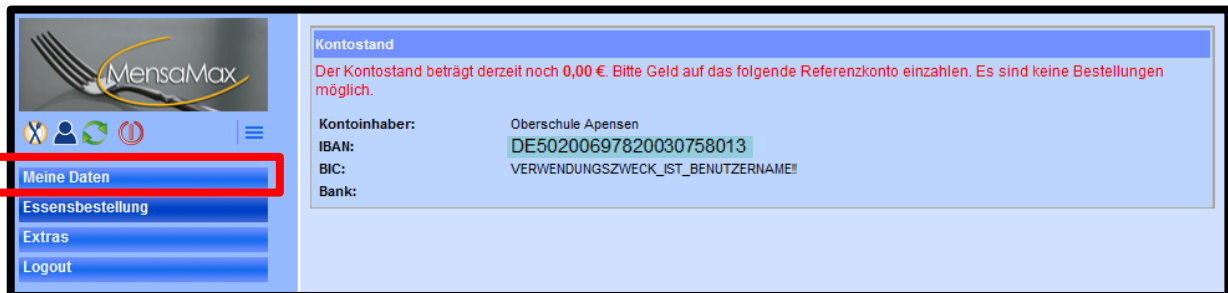 MensaMax
Meine Daten
Essensbestellung
Extras
Logout
Kontostand
Der Kontostand beträgt derzeit noch 0,00 €. Bitte Geld auf das folgende Referenzkonto einzahlen. Es sind keine Bestellungen
möglich.
Kontoinhaber: Oberschule Apensen
IBAN: DE50200697820030758013
BIC: VERWENDUNGSZWECK_IST_BENUTZERNAME!!
Bank: